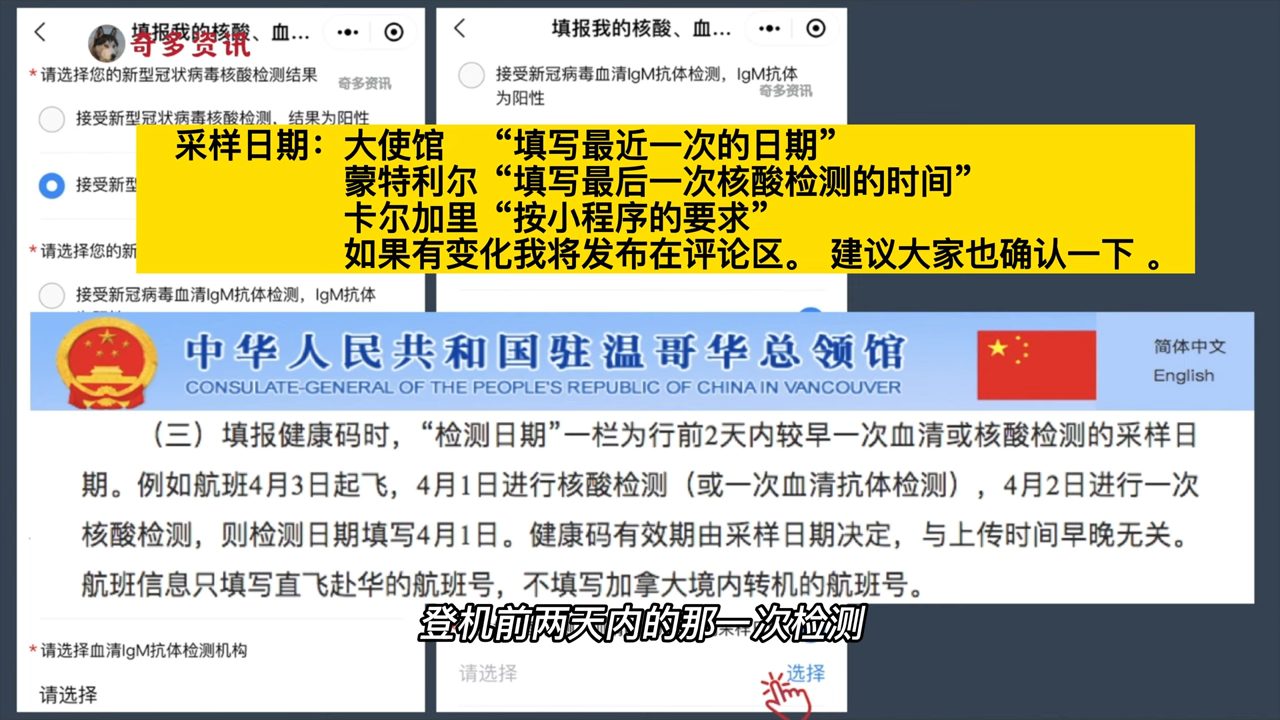 填报我的核酸、血...
奇多资讯
*请选择您的新型冠状病毒核酸检测结果
奇多资讯
接受新型冠状病毒核酸检测，结果为阳性
接受新型
*请选择您的新
接受新冠病毒血清IgM抗体检测，IgM抗体
填报我的核酸、血...
接受新冠病毒血清IgM抗体检测，IgM抗体
为阳性
奇多资讯
采样日期：大使馆 “填写最近一次的日期”
蒙特利尔“填写最后一次核酸检测的时间”
卡尔加里“按小程序的要求”
如果有变化我将发布在评论区。 建议大家也确认一下 。
中华人民共和国驻温哥华总领馆
CONSULATE-GENERAL OF THE PEOPLE'S REPUBLIC OF CHINA IN VANCOUVER
简体中文
English
（三）填报健康码时，“检测日期”一栏为行前2天内较早一次血清或核酸检测的采样日
期。例如航班4月3日起飞，4月1日进行核酸检测（或一次血清抗体检测），4月2日进行一次
核酸检测，则检测日期填写4月1日。健康码有效期由采样日期决定，与上传时间早晚无关。
航班信息只填写直飞赴华的航班号，不填写加拿大境内转机的航班号。
登机前两天内的那一次检测
*请选择血清IgM抗体检测机构
请选择
请选择
选择